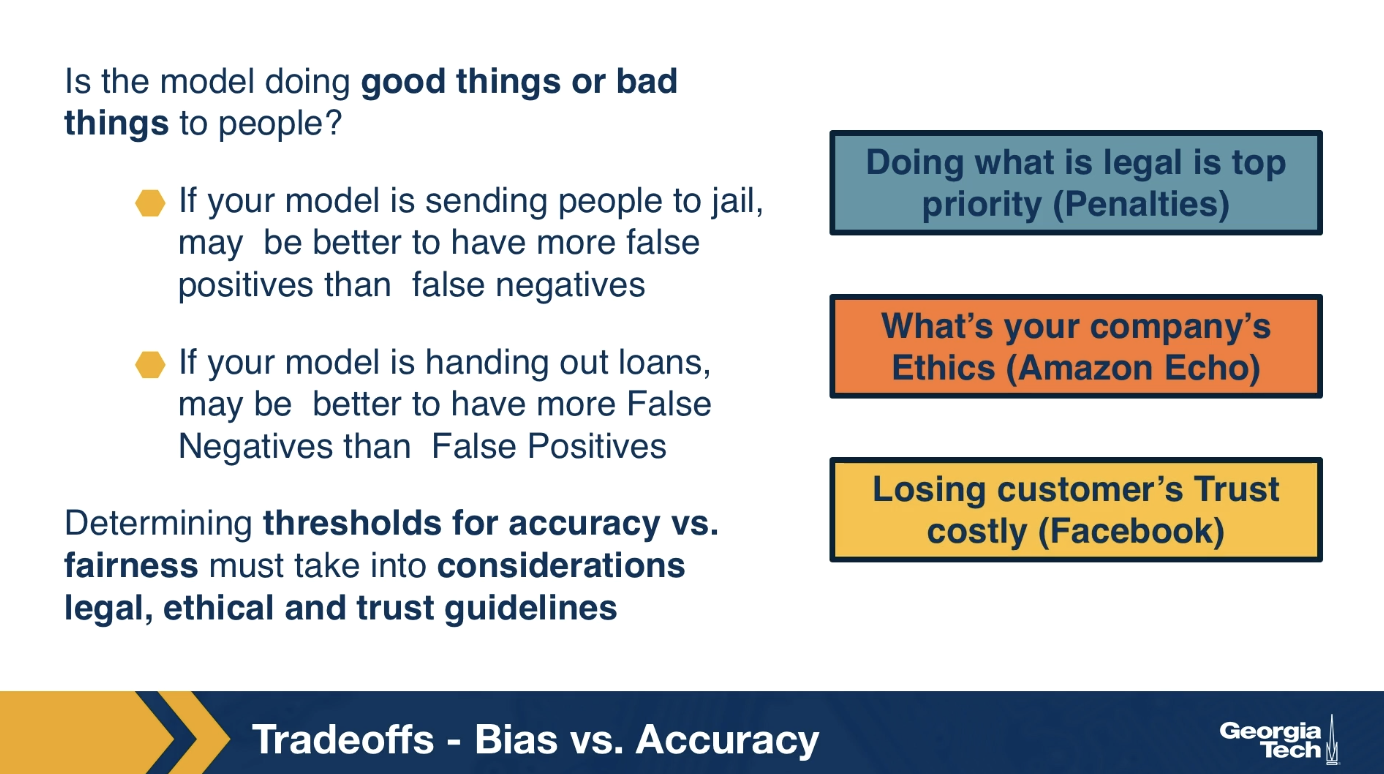 Is the model doing good things or bad
things to people?
If your model is sending people to jail,
may be better to have more false
positives than false negatives
If your model is handing out loans,
may be better to have more False
Negatives than False Positives
Determining thresholds for accuracy vs.
fairness must take into considerations
legal, ethical and trust guidelines
Doing what is legal is top
priority (Penalties)
What's your company's
Ethics (Amazon Echo)
Losing customer's Trust
costly (Facebook)
Tradeoffs - Bias vs. Accuracy
Georgia
Tech